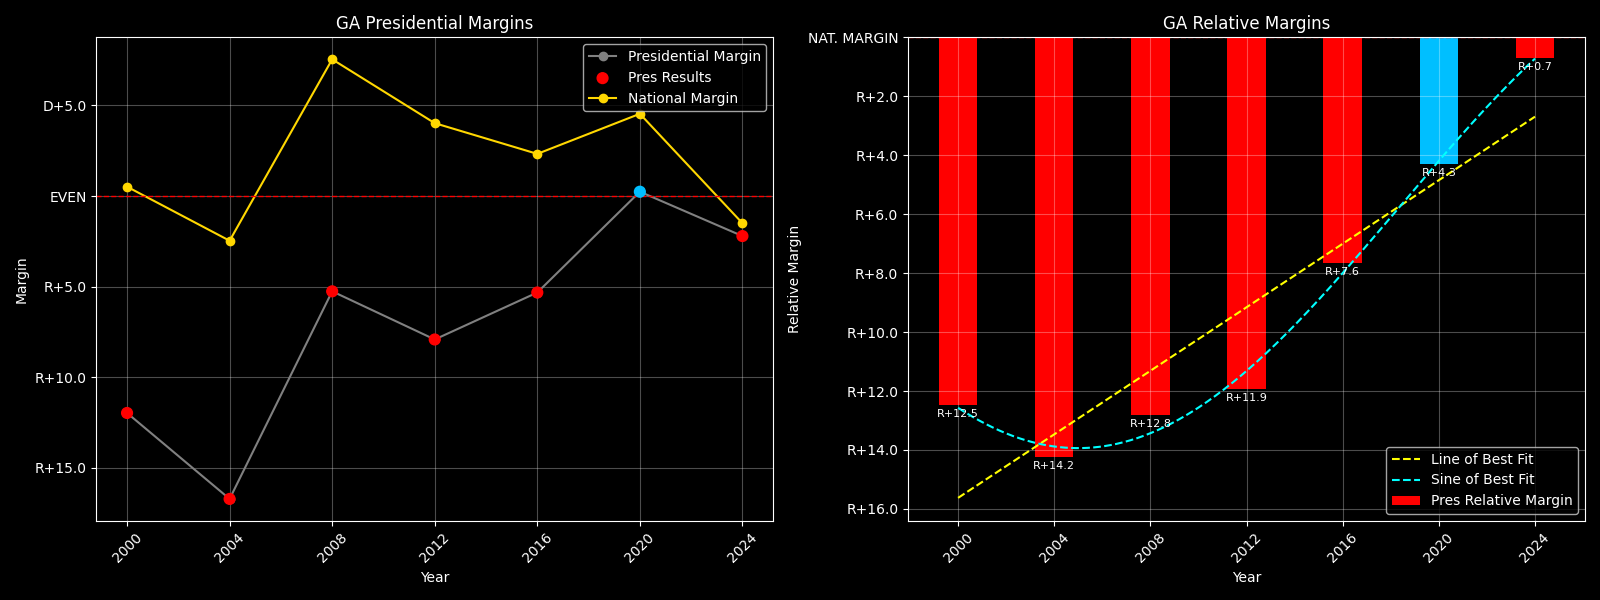 GA Presidential Margins
Presidential Margin
Pres Results
National Margin
D+5.0
EVEN
R+5.0
R+10.0
R+15.0
Margin
2000
2004
2008
2012
2016
2020
2024
Year
GA Relative Margins
NAT. MARGIN
R+2.0
R+4.0
R+6.0
R+8.0
R+10.0
R+12.0
R+14.0
R+16.0
Relative Margin
R+12.5
R+14.2
R+12.8
R+11.9
R+7.6
R+4.3
R+0.7
Line of Best Fit
Sine of Best Fit
Pres Relative Margin
2000
2004
2008
2012
2016
2020
2024
Year